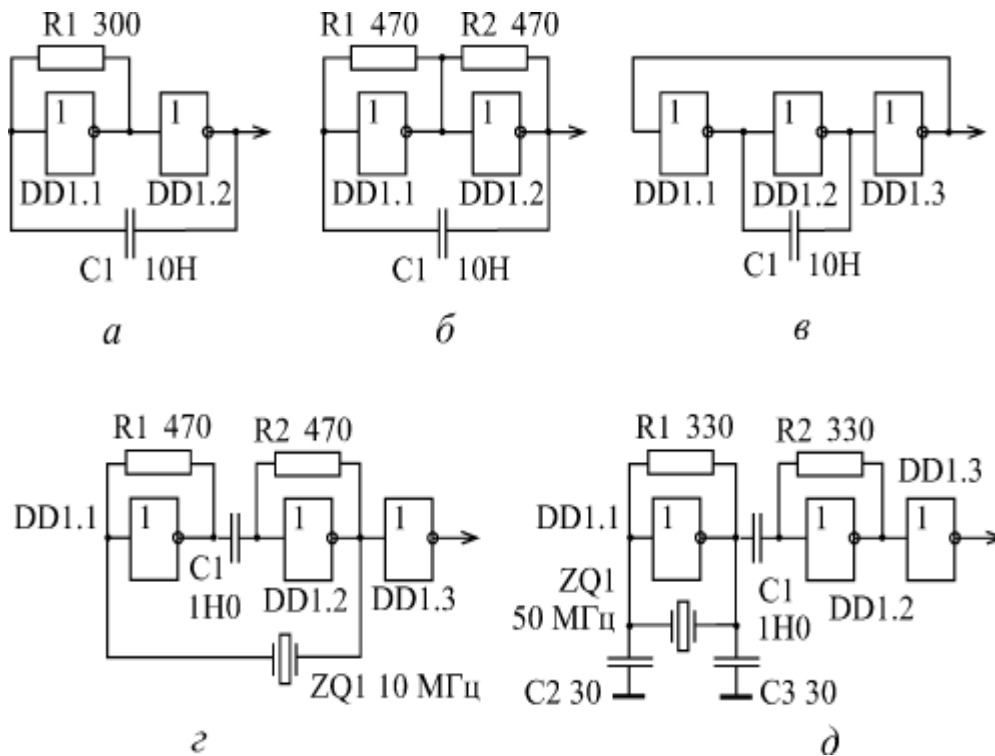 R1 300
1
1
DD1.1
DD1.2
C1 10Н
а
R1 470
R2 470
1
1
DD1.1
DD1.2
C1 10Н
б
1
1
1
DD1.1
DD1.2
DD1.3
C1 10Н
в
R1 470
R2 470
DD1.1
1
1
1
C1
1Н0
DD1.2
DD1.3
ZQ1 10 МГц
г
R1 330
R2 330
DD1.3
DD1.1
1
1
1
ZQ1
50 МГц
C1
1Н0
DD1.2
C2 30
C3 30
д